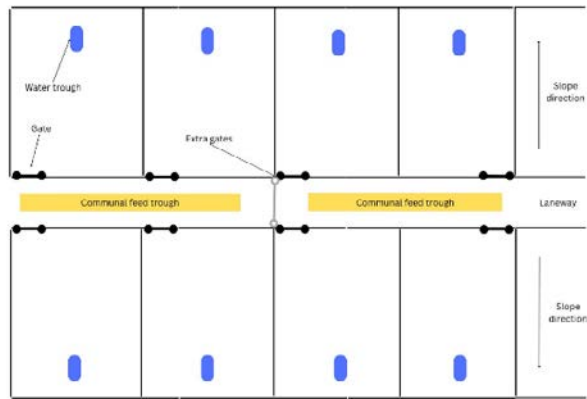 Water trough
Slope
direction
Gate
Extra gates
Communal feed trough
Communal feed trough
Laneway
Slope
direction